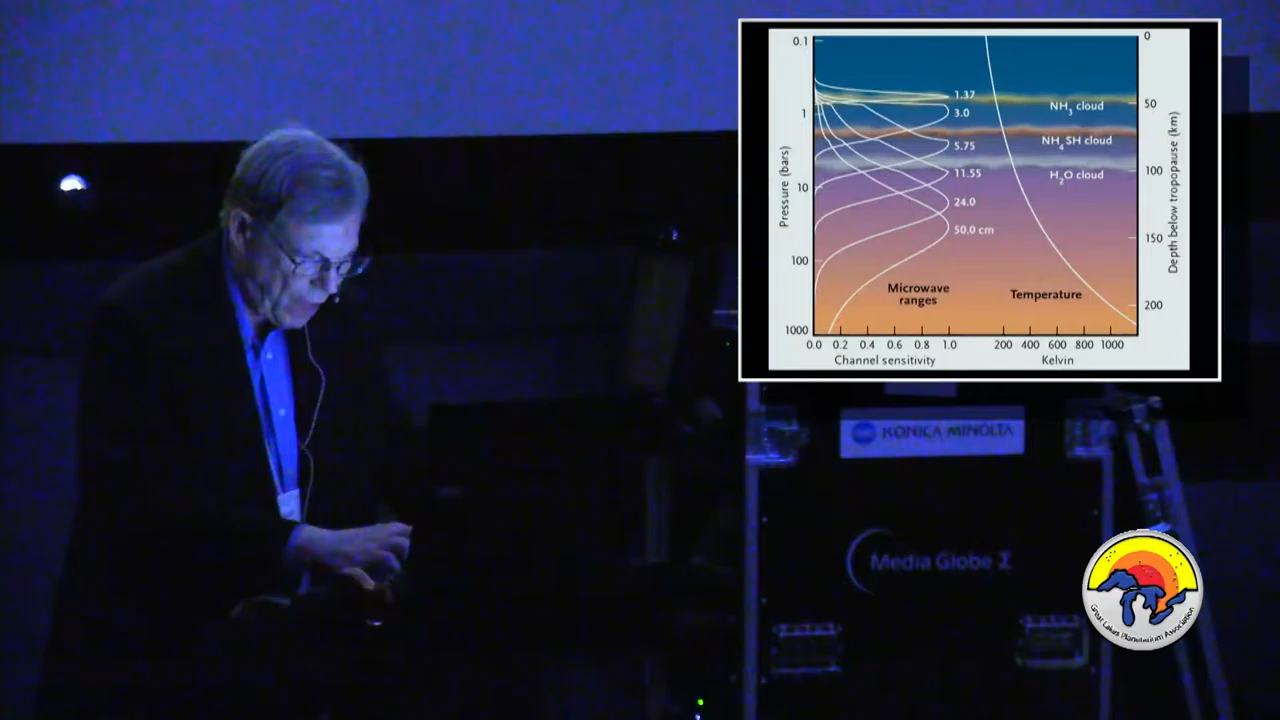 0.1
1
10
100
1000
Pressure (bars)
0
50
100
150
200
Depth below tropopause (km)
1.37
3.0
5.75
11.55
24.0
50.0 cm
NH3 cloud
NH4SH cloud
H2O cloud
Microwave
ranges
Temperature
0.0 0.2 0.4 0.6 0.8 1.0
200 400 600 800 1000
Channel sensitivity
Kelvin
KONICA MINOLTA
Media Globe Σ
Great Lakes Planetarium Association